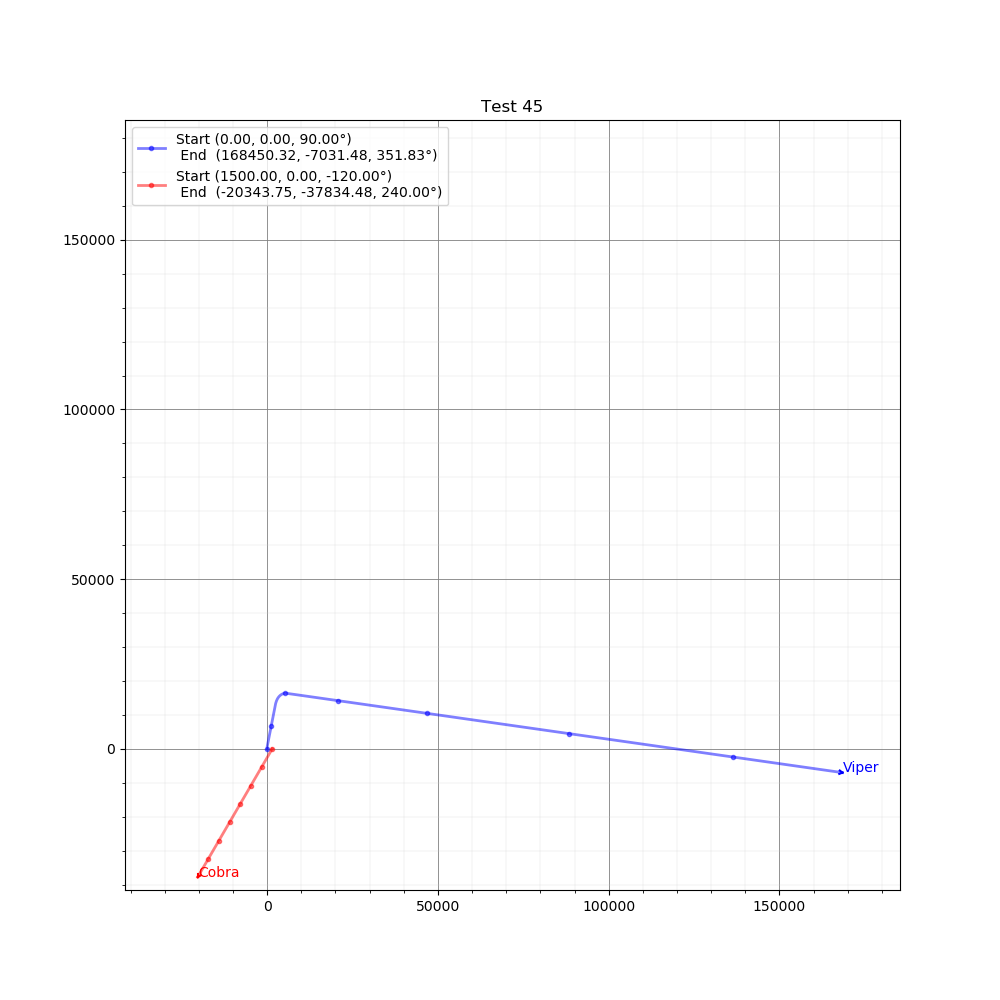 Test 45
Start (0.00, 0.00, 90.00°)
End  (168450.32, -7031.48, 351.83°)
Start (1500.00, 0.00, -120.00°)
End  (-20343.75, -37834.48, 240.00°)
150000
100000
50000
0
Viper
Cobra
0
50000
100000
150000